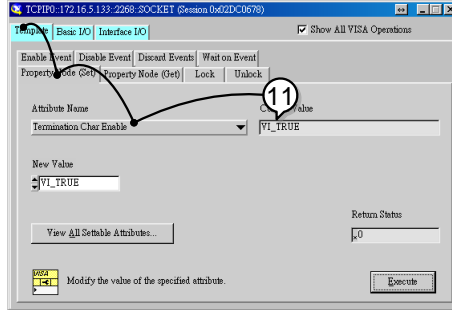 TCPIP0::172.16.5.133::2268::SOCKET (Session 0x02DC0678)
Template Basic I/O Interface I/O Show All VISA Operations
Enable Event Disable Event Discard Events Wait on Event
Property Node (Set) Property Node (Get) Lock Unlock
11
Attribute Name Value
Termination Char Enable VI_TRUE
New Value
VI_TRUE
Return Status
View All Settable Attributes... x0
VISA
Modify the value of the specified attribute. Execute